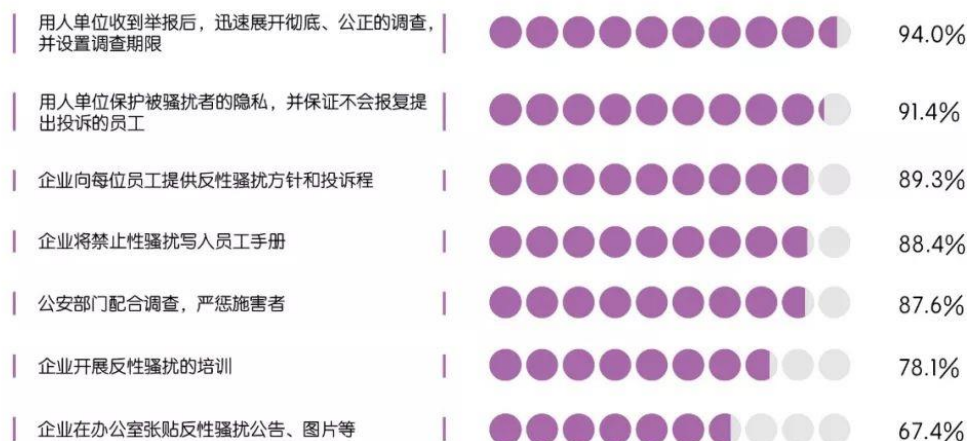 用人单位收到举报后，迅速展开彻底、公正的调查，
并设置调查期限
94.0%
用人单位保护被骚扰者的隐私，并保证不会报复提
出投诉的员工
91.4%
企业向每位员工提供反性骚扰方针和投诉程
89.3%
企业将禁止性骚扰写入员工手册
88.4%
公安部门配合调查，严惩施害者
87.6%
企业开展反性骚扰的培训
78.1%
企业在办公室张贴反性骚扰公告、图片等
67.4%